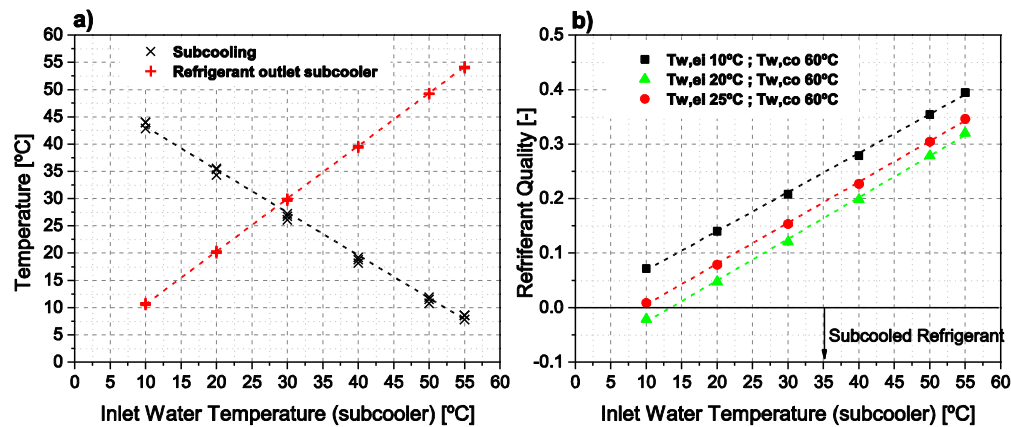 a)
60
55
50
45
40
35
30
25
20
15
10
5
0
Temperature [ºC]
Subcooling
Refrigerant outlet subcooler
0 5 10 15 20 25 30 35 40 45 50 55 60
Inlet Water Temperature (subcooler) [ºC]
b)
0.5
0.4
0.3
0.2
0.1
0.0
-0.1
Refriferant Quality [-]
Tw,ei 10ºC ; Tw,co 60ºC
Tw,ei 20ºC ; Tw,co 60ºC
Tw,ei 25ºC ; Tw,co 60ºC
Subcooled Refrigerant
0 5 10 15 20 25 30 35 40 45 50 55 60
Inlet Water Temperature (subcooler) [ºC]